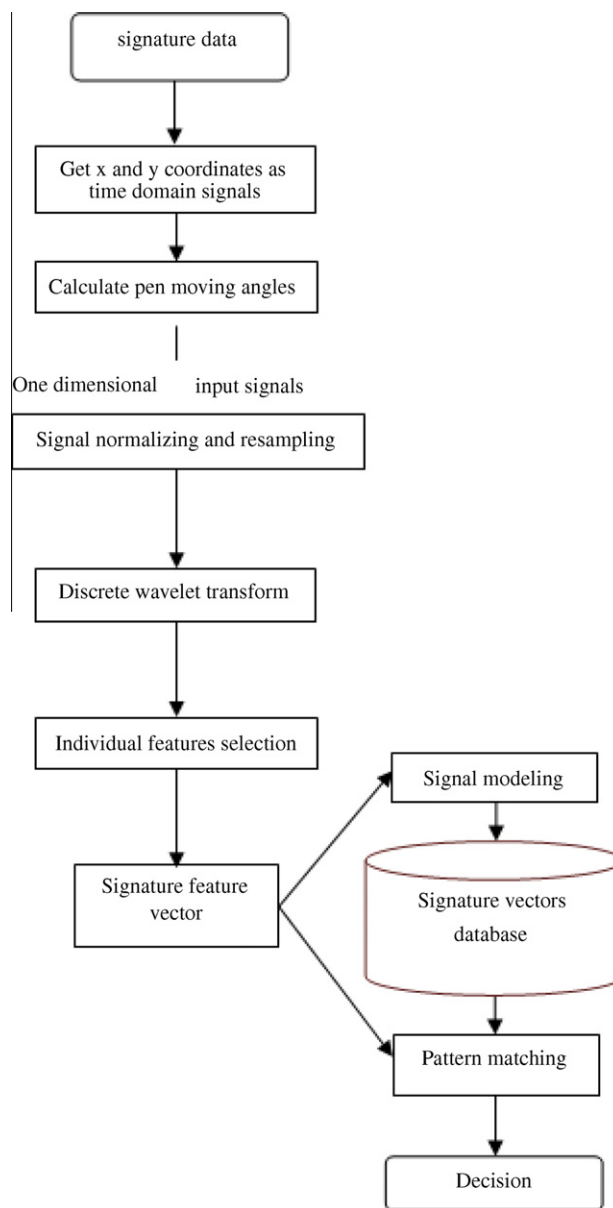 signature data
Get x and y coordinates as
time domain signals
Calculate pen moving angles
One dimensional input signals
Signal normalizing and resampling
Discrete wavelet transform
Individual features selection
Signal modeling
Signature feature
vector
Signature vectors
database
Pattern matching
Decision